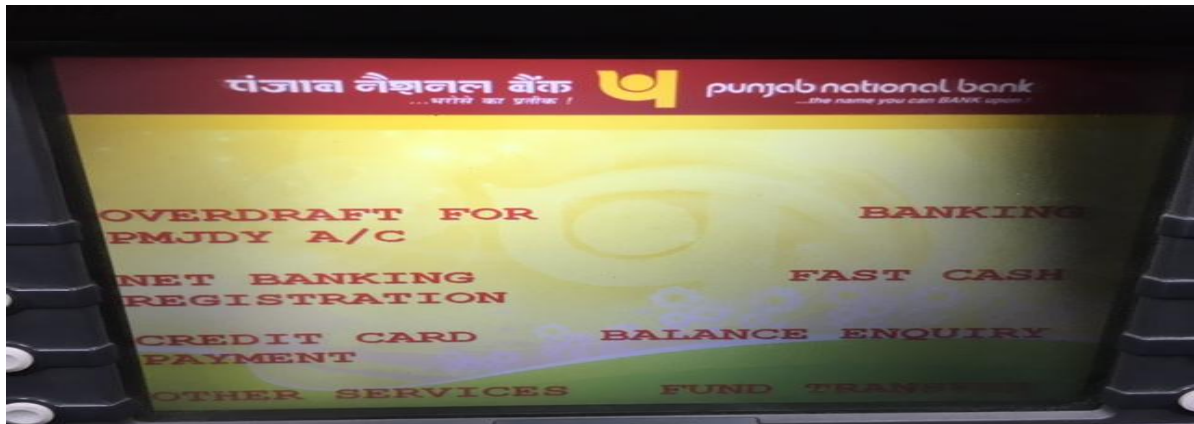 पंजाब नैशनल बैंक
...भरोसे का प्रतीक !
punjab national bank
...the name you can BANK upon !
OVERDRAFT FOR
PMJDY A/C
BANKING
NET BANKING
REGISTRATION
FAST CASH
CREDIT CARD
PAYMENT
BALANCE ENQUIRY
OTHER SERVICES
FUND TRANSFER